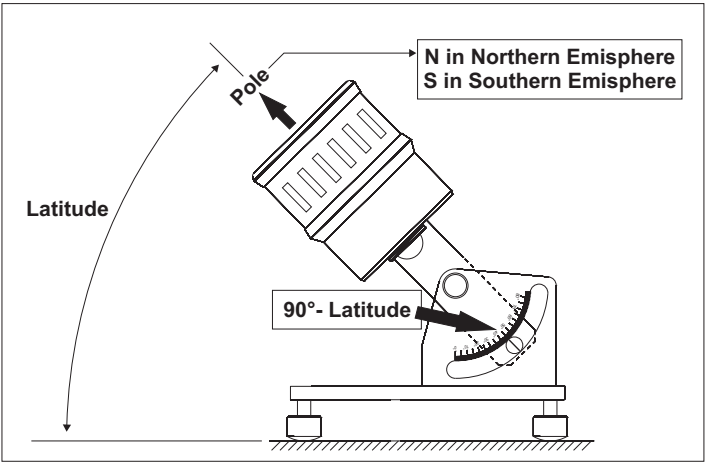 N in Northern Emisphere
S in Southern Emisphere
Pole
Latitude
90°- Latitude